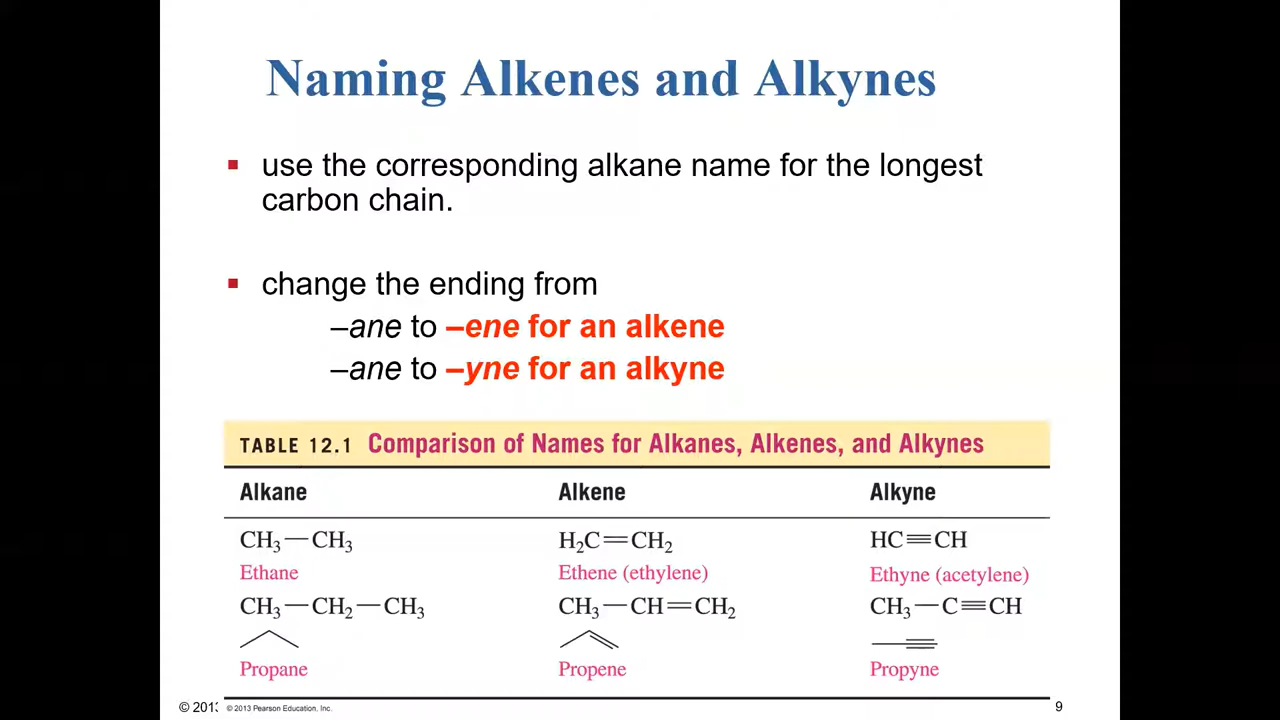 Naming Alkenes and Alkynes
▪ use the corresponding alkane name for the longest
carbon chain.
▪ change the ending from
–ane to –ene for an alkene
–ane to –yne for an alkyne
TABLE 12.1 Comparison of Names for Alkanes, Alkenes, and Alkynes
Alkane Alkene Alkyne
CH₃—CH₃ H₂C=CH₂ HC≡CH
Ethane Ethene (ethylene) Ethyne (acetylene)
CH₃—CH₂—CH₃ CH₃—CH=CH₂ CH₃—C≡CH
Propane Propene Propyne
© 2013 © 2013 Pearson Education, Inc. 9